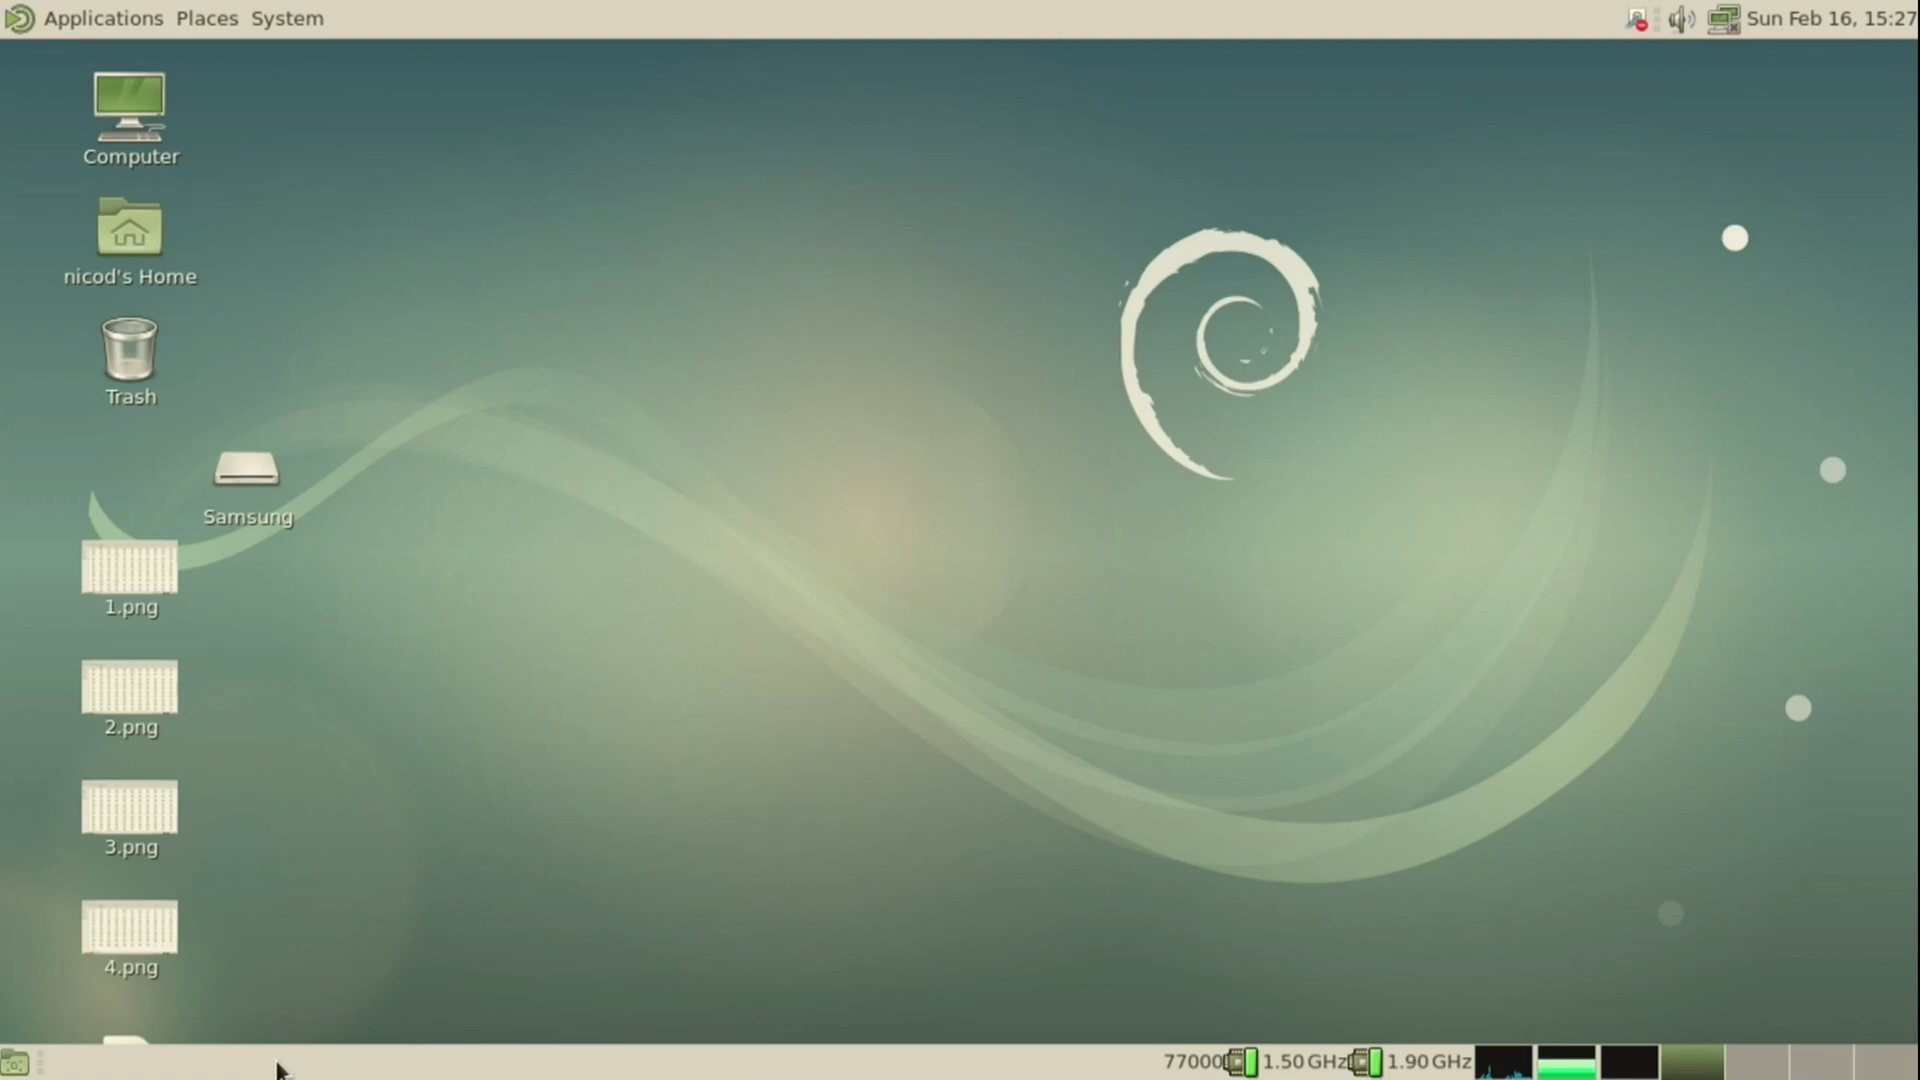 Applications Places System
Sun Feb 16, 15:27
Computer
nicod's Home
Trash
Samsung
1.png
2.png
3.png
4.png
77000 1.50 GHz 1.90 GHz